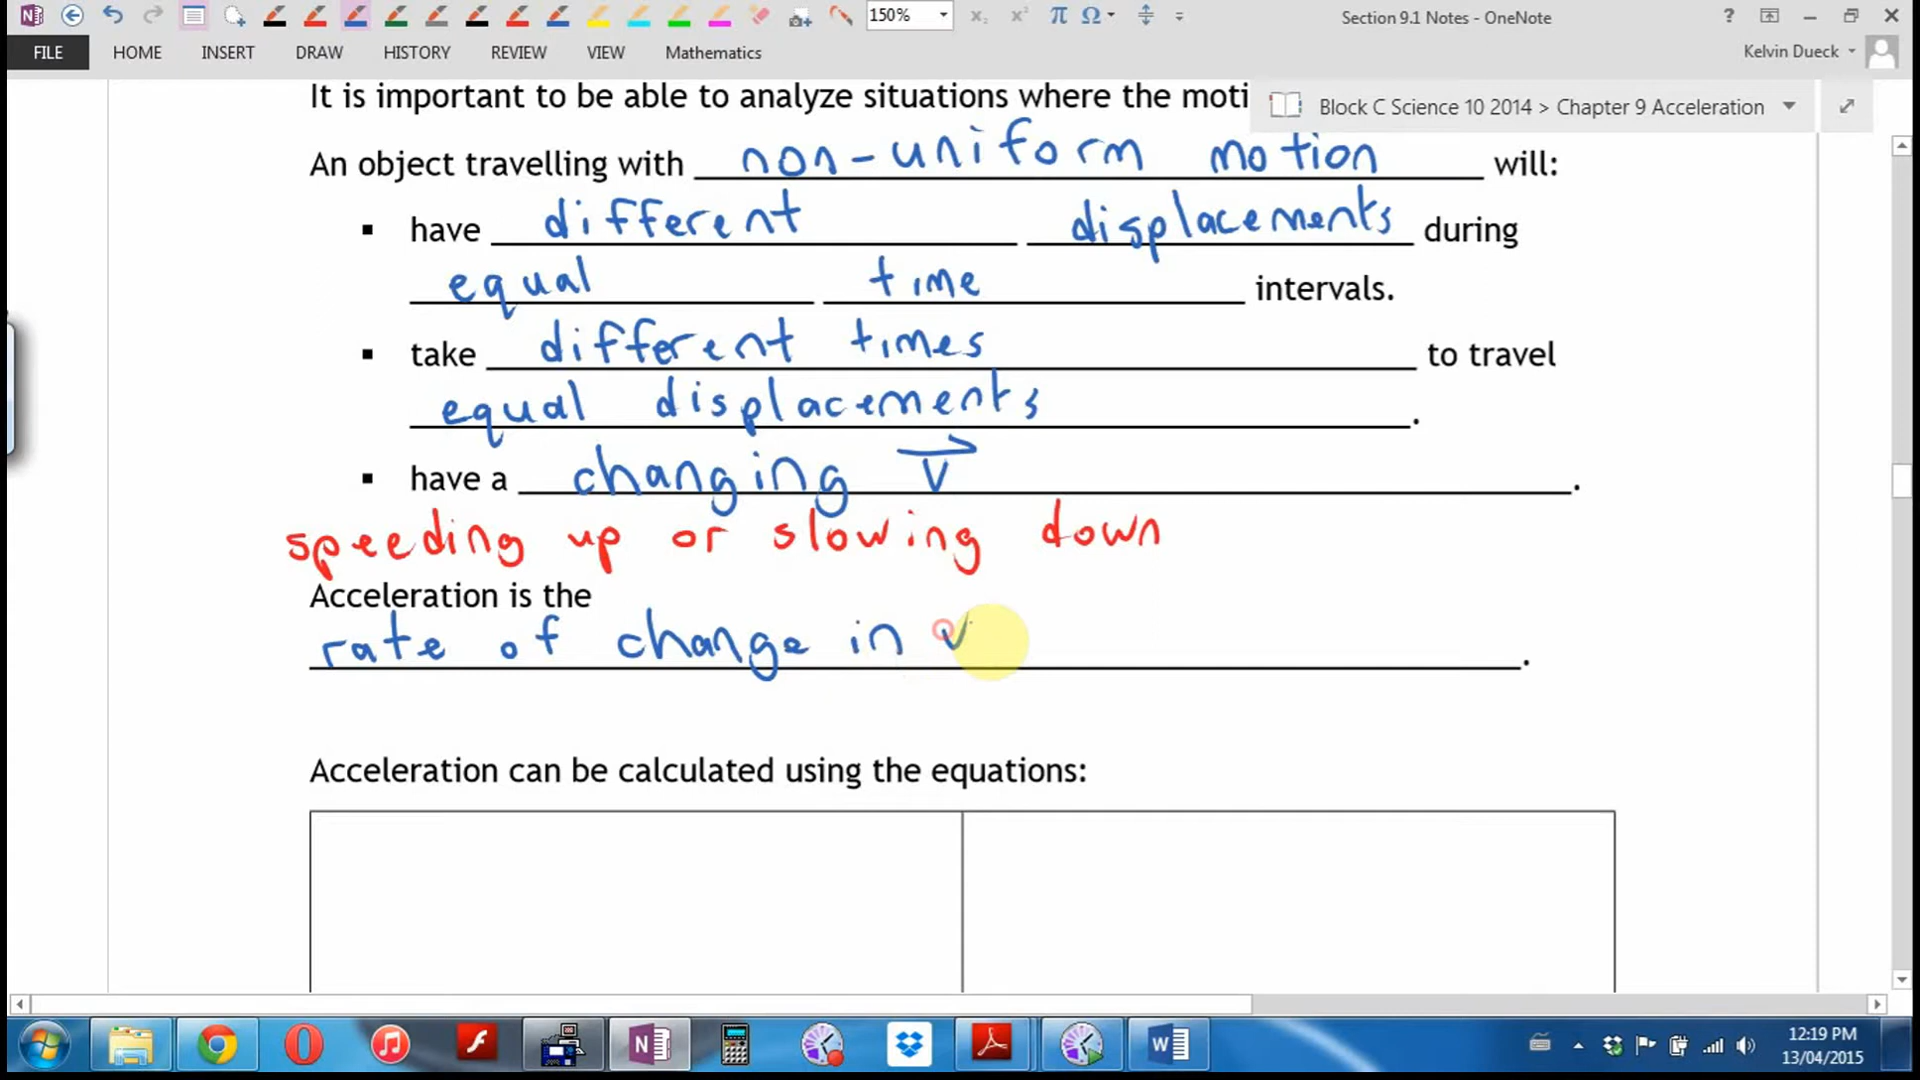 150%
Section 9.1 Notes - OneNote
FILE HOME INSERT DRAW HISTORY REVIEW VIEW Mathematics
Kelvin Dueck
It is important to be able to analyze situations where the moti
Block C Science 10 2014 > Chapter 9 Acceleration
An object travelling with non-uniform motion will:
▪ have different displacements during
equal time intervals.
▪ take different times to travel
equal displacements.
▪ have a changing v⃗.
speeding up or slowing down
Acceleration is the
rate of change in v.
Acceleration can be calculated using the equations:
12:19 PM
13/04/2015